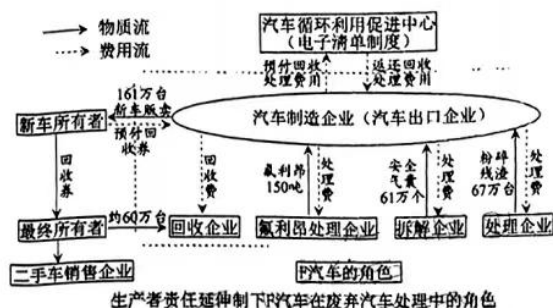 物质流
费用流
汽车循环利用促进中心
（电子清单制度）
预付回收
处理费用
返还回收
处理费用
161万台
新车贩卖
新车所有者
预付回
收券
汽车制造企业（汽车出口企业）
回收券
回收费
氟利昂
150吨
处理费
安全
气囊
61万个
处理费
粉碎
残渣
67万台
处理费
最终所有者
约60万台
回收企业
氟利昂处理企业
拆解企业
处理企业
二手车销售企业
F汽车的角色
生产者责任延伸制下F汽车在废弃汽车处理中的角色